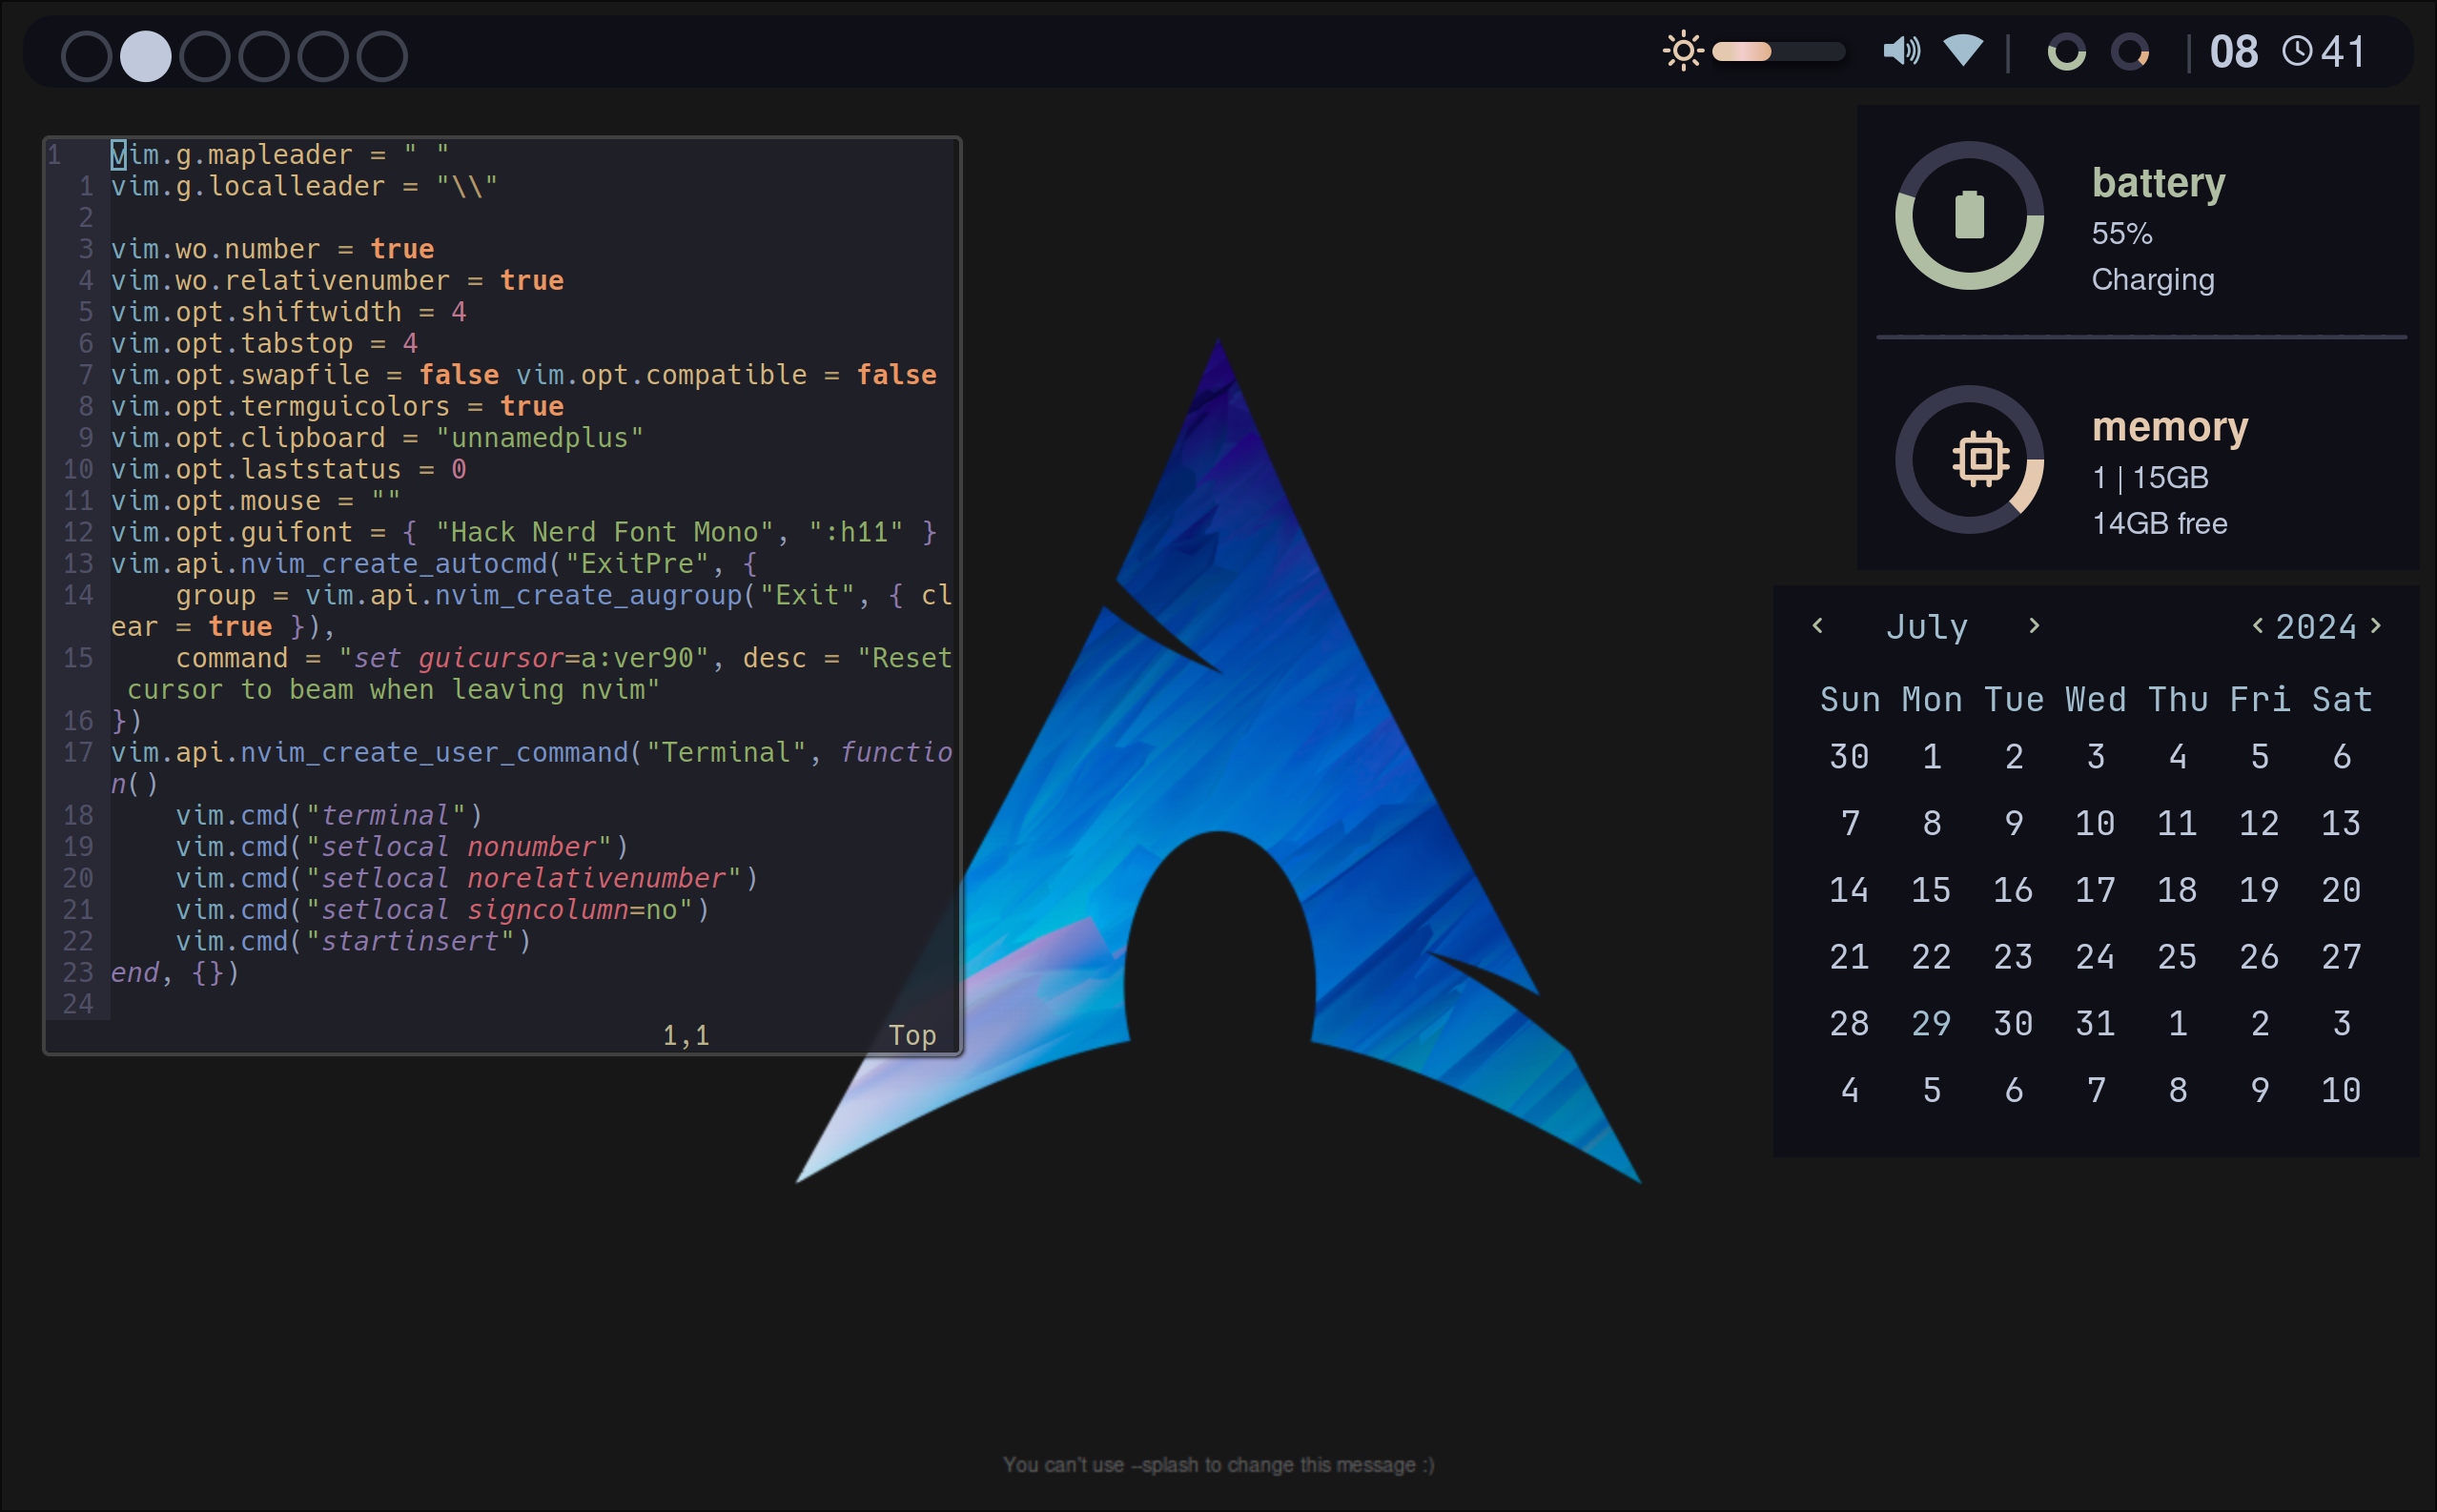 08 41
1 vim.g.mapleader = " "
1 vim.g.localleader = "\\"
2
3 vim.wo.number = true
4 vim.wo.relativenumber = true
5 vim.opt.shiftwidth = 4
6 vim.opt.tabstop = 4
7 vim.opt.swapfile = false vim.opt.compatible = false
8 vim.opt.termguicolors = true
9 vim.opt.clipboard = "unnamedplus"
10 vim.opt.laststatus = 0
11 vim.opt.mouse = ""
12 vim.opt.guifont = { "Hack Nerd Font Mono", ":h11" }
13 vim.api.nvim_create_autocmd("ExitPre", {
14     group = vim.api.nvim_create_augroup("Exit", { cl
ear = true }),
15     command = "set guicursor=a:ver90", desc = "Reset
 cursor to beam when leaving nvim"
16 })
17 vim.api.nvim_create_user_command("Terminal", functio
n()
18     vim.cmd("terminal")
19     vim.cmd("setlocal nonumber")
20     vim.cmd("setlocal norelativenumber")
21     vim.cmd("setlocal signcolumn=no")
22     vim.cmd("startinsert")
23 end, {})
24
1,1 Top
battery
55%
Charging
memory
1 | 15GB
14GB free
‹ July › ‹ 2024 ›
Sun Mon Tue Wed Thu Fri Sat
30 1 2 3 4 5 6
7 8 9 10 11 12 13
14 15 16 17 18 19 20
21 22 23 24 25 26 27
28 29 30 31 1 2 3
4 5 6 7 8 9 10
You can't use --splash to change this message :)